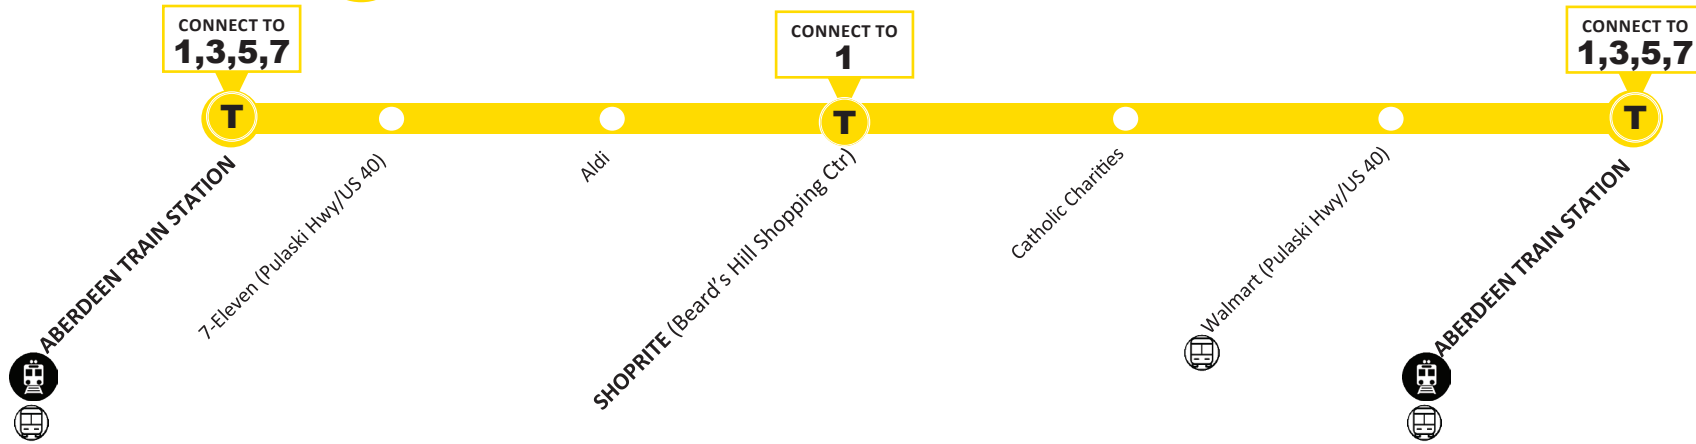 CONNECT TO
1,3,5,7
CONNECT TO
1
CONNECT TO
1,3,5,7
T
T
T
ABERDEEN TRAIN STATION
7-Eleven (Pulaski Hwy/US 40)
Aldi
SHOPRITE (Beard's Hill Shopping Ctr)
Catholic Charities
Walmart (Pulaski Hwy/US 40)
ABERDEEN TRAIN STATION